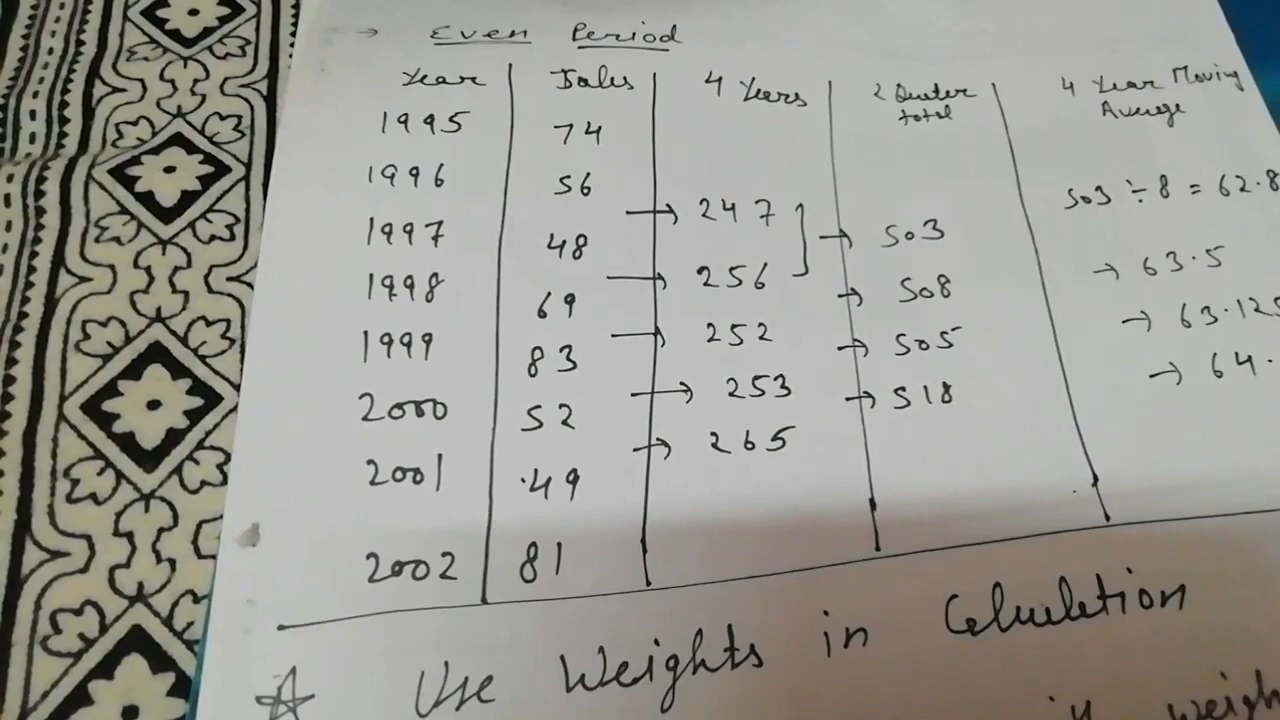 → Even Period
Year Sales 4 Years 2 Quater total 4 Year Moving Average
1995 74
1996 56
→ 247
1997 48 → 503 503 ÷ 8 = 62.8
→ 256
1998 69 → 508 → 63.5
→ 252
1999 83 → 505 → 63.125
→ 253
2000 52 → 518 → 64.
→ 265
2001 49
2002 81
☆ Use Weights in Calculation